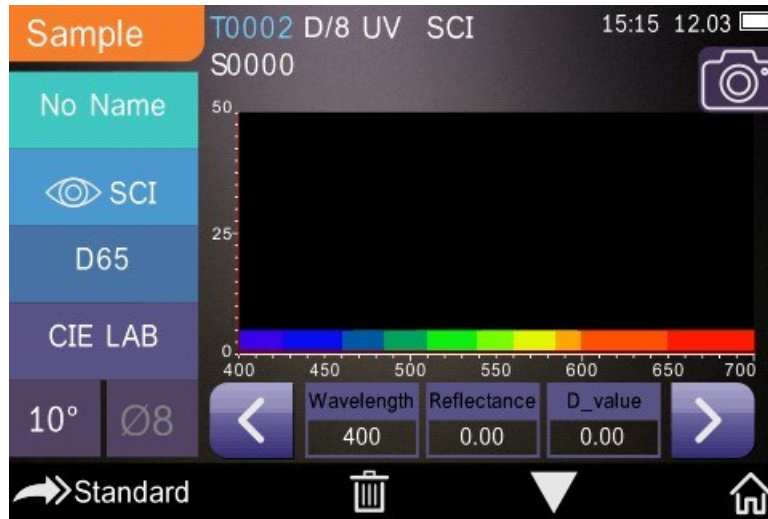 Sample
T0002 D/8 UV SCI
15:15 12.03
S0000
No Name
SCI
D65
CIE LAB
10°
Ø8
50
25
0
400 450 500 550 600 650 700
Wavelength Reflectance D_value
400 0.00 0.00
Standard